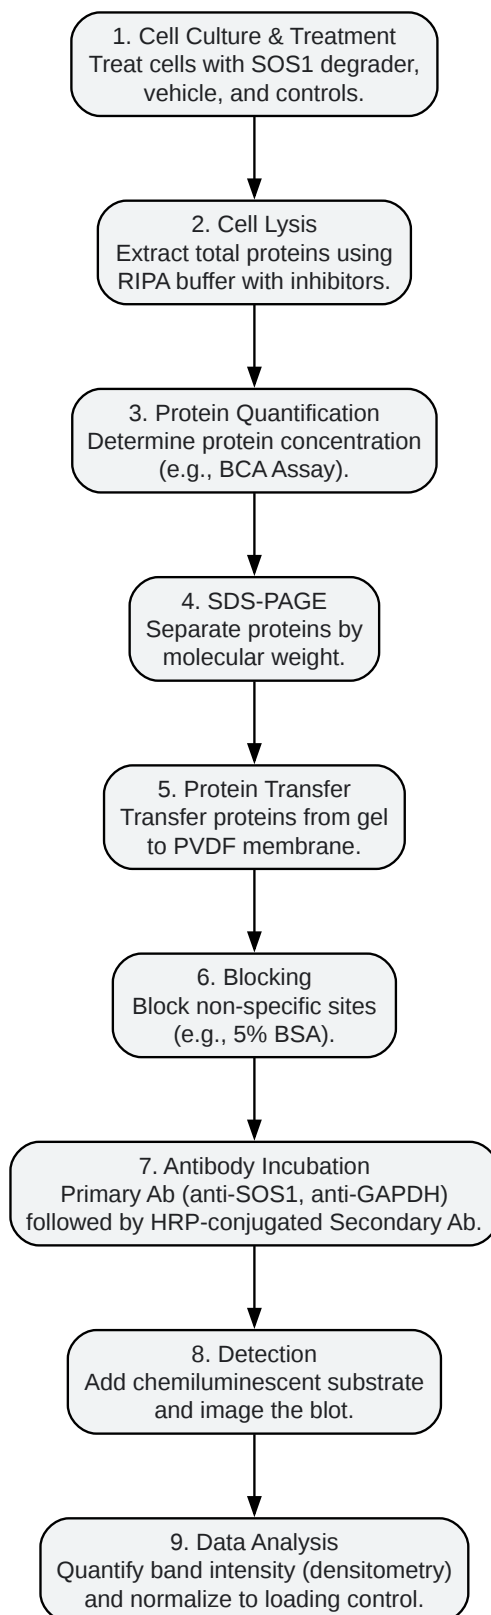 1. Cell Culture & Treatment
Treat cells with SOS1 degrader,
vehicle, and controls.
2. Cell Lysis
Extract total proteins using
RIPA buffer with inhibitors.
3. Protein Quantification
Determine protein concentration
(e.g., BCA Assay).
4. SDS-PAGE
Separate proteins by
molecular weight.
5. Protein Transfer
Transfer proteins from gel
to PVDF membrane.
6. Blocking
Block non-specific sites
(e.g., 5% BSA).
7. Antibody Incubation
Primary Ab (anti-SOS1, anti-GAPDH)
followed by HRP-conjugated Secondary Ab.
8. Detection
Add chemiluminescent substrate
and image the blot.
9. Data Analysis
Quantify band intensity (densitometry)
and normalize to loading control.